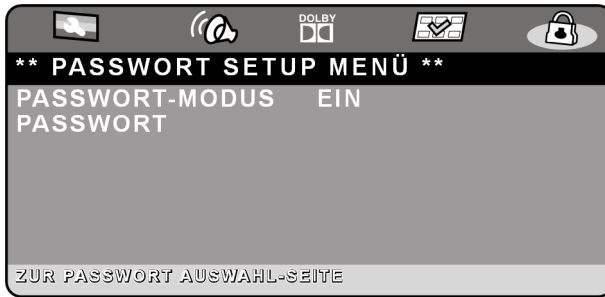 DOLBY
** PASSWORT SETUP MENÜ **
PASSWORT-MODUS EIN
PASSWORT
ZUR PASSWORT AUSWAHL-SEITE